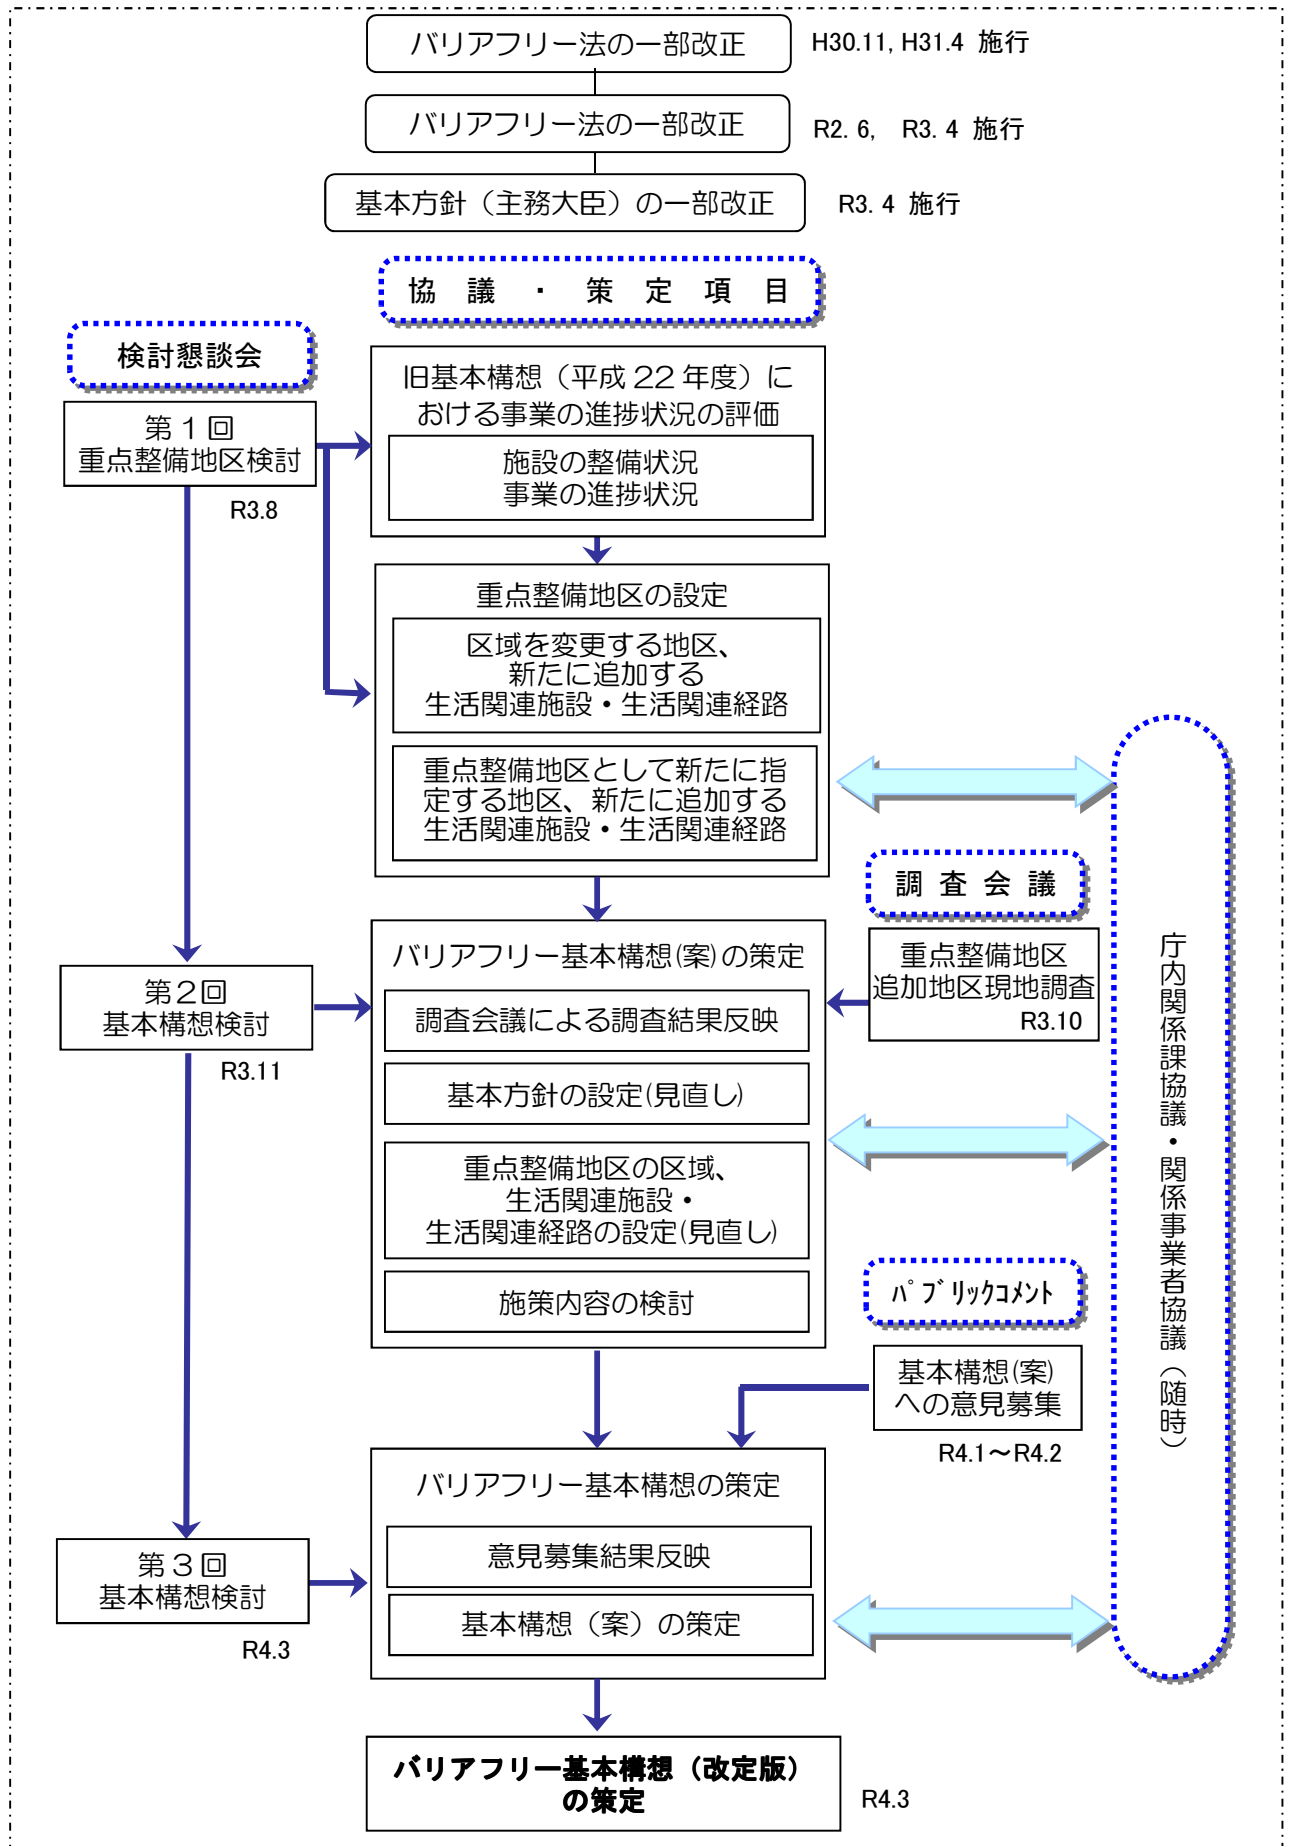 バリアフリー法の一部改正
H30.11, H31.4 施行
バリアフリー法の一部改正
R2. 6, R3. 4 施行
基本方針（主務大臣）の一部改正
R3. 4 施行
協議・策定項目
検討懇談会
旧基本構想（平成 22 年度）に
おける事業の進捗状況の評価
施設の整備状況
事業の進捗状況
第１回
重点整備地区検討
R3.8
重点整備地区の設定
区域を変更する地区、
新たに追加する
生活関連施設・生活関連経路
重点整備地区として新たに指
定する地区、新たに追加する
生活関連施設・生活関連経路
調査会議
重点整備地区
追加地区現地調査
R3.10
庁内関係課協議・関係事業者協議（随時）
バリアフリー基本構想(案)の策定
調査会議による調査結果反映
基本方針の設定(見直し)
重点整備地区の区域、
生活関連施設・
生活関連経路の設定(見直し)
施策内容の検討
第２回
基本構想検討
R3.11
ﾊﾟﾌﾞﾘｯｸｺﾒﾝﾄ
基本構想(案)
への意見募集
R4.1～R4.2
バリアフリー基本構想の策定
意見募集結果反映
基本構想（案）の策定
第３回
基本構想検討
R4.3
バリアフリー基本構想（改定版）
の策定
R4.3